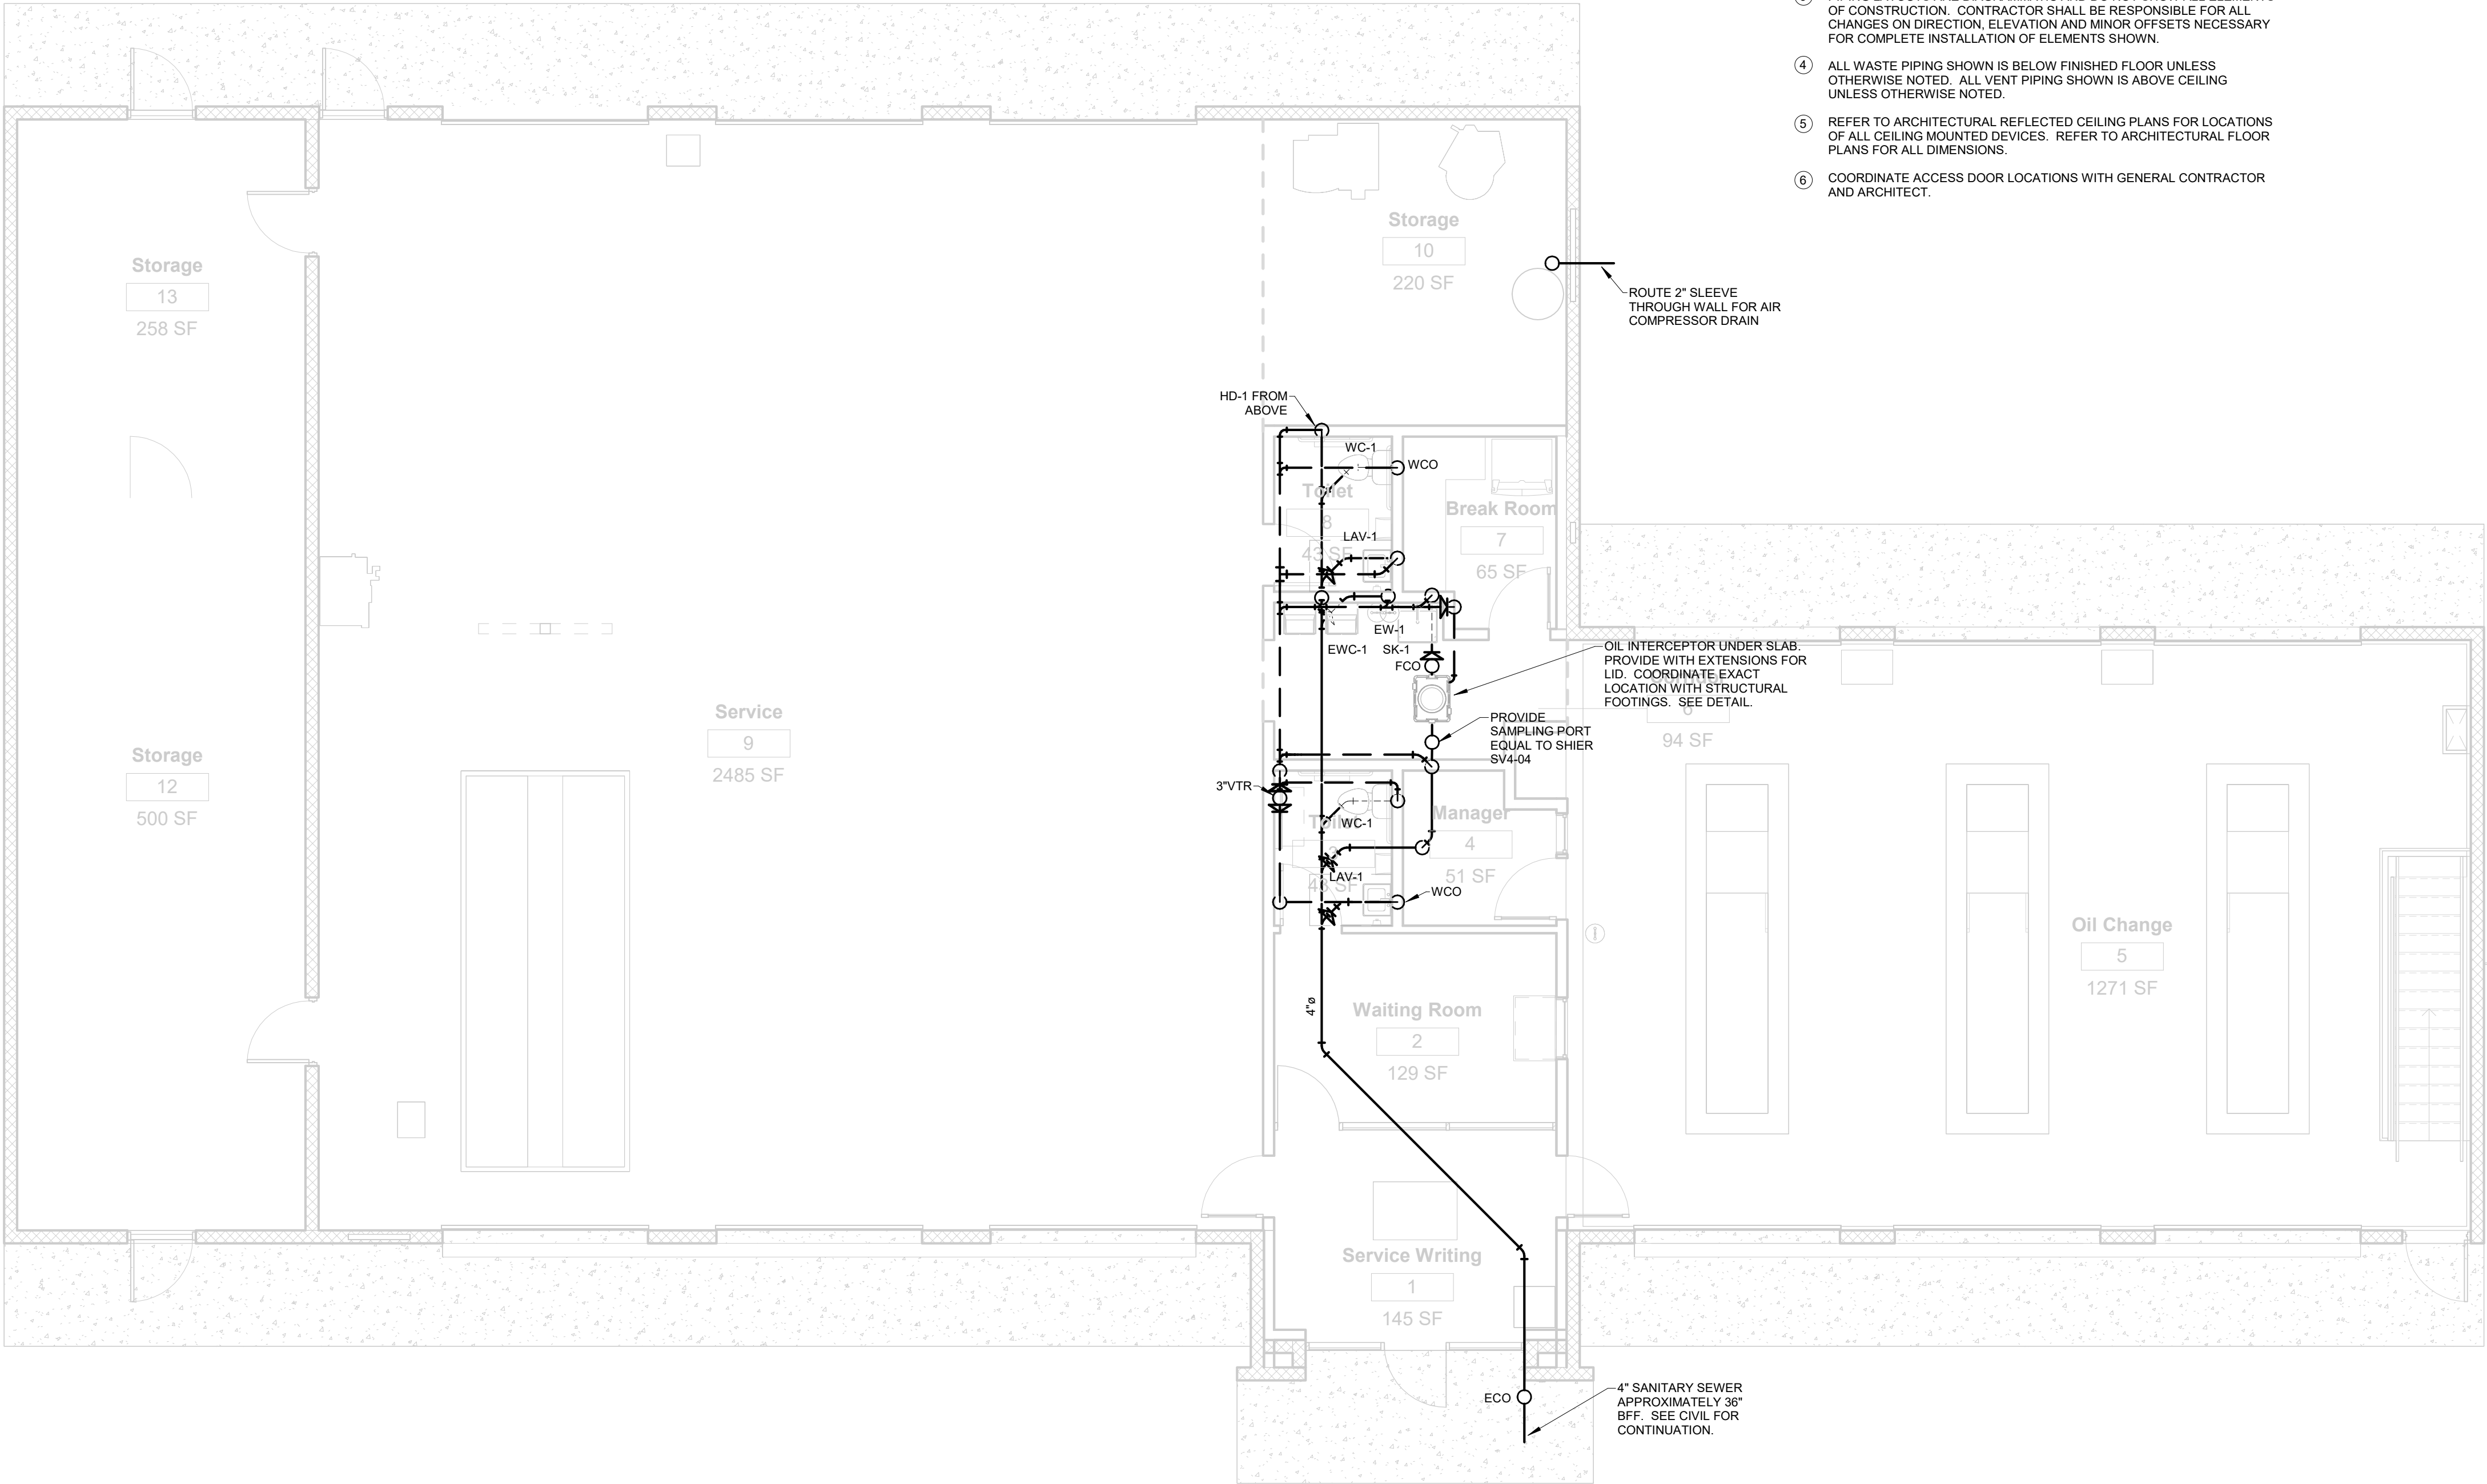 OF CONSTRUCTION. CONTRACTOR SHALL BE RESPONSIBLE FOR ALL
CHANGES ON DIRECTION, ELEVATION AND MINOR OFFSETS NECESSARY
FOR COMPLETE INSTALLATION OF ELEMENTS SHOWN.
4 ALL WASTE PIPING SHOWN IS BELOW FINISHED FLOOR UNLESS
OTHERWISE NOTED. ALL VENT PIPING SHOWN IS ABOVE CEILING
UNLESS OTHERWISE NOTED.
5 REFER TO ARCHITECTURAL REFLECTED CEILING PLANS FOR LOCATIONS
OF ALL CEILING MOUNTED DEVICES. REFER TO ARCHITECTURAL FLOOR
PLANS FOR ALL DIMENSIONS.
6 COORDINATE ACCESS DOOR LOCATIONS WITH GENERAL CONTRACTOR
AND ARCHITECT.
Storage
10
220 SF
Storage
13
258 SF
ROUTE 2" SLEEVE
THROUGH WALL FOR AIR
COMPRESSOR DRAIN
HD-1 FROM
ABOVE
WC-1
WCO
Toilet
8
43 SF
LAV-1
Break Room
7
65 SF
EW-1
EWC-1
SK-1
FCO
OIL INTERCEPTOR UNDER SLAB.
PROVIDE WITH EXTENSIONS FOR
LID. COORDINATE EXACT
LOCATION WITH STRUCTURAL
FOOTINGS. SEE DETAIL.
6
94 SF
PROVIDE
SAMPLING PORT
EQUAL TO SHIER
SV4-04
Service
9
2485 SF
Storage
12
500 SF
3"VTR
Toilet
WC-1
3
43 SF
LAV-1
WCO
Manager
4
51 SF
Oil Change
5
1271 SF
4"ø
Waiting Room
2
129 SF
Service Writing
1
145 SF
ECO
4" SANITARY SEWER
APPROXIMATELY 36"
BFF. SEE CIVIL FOR
CONTINUATION.